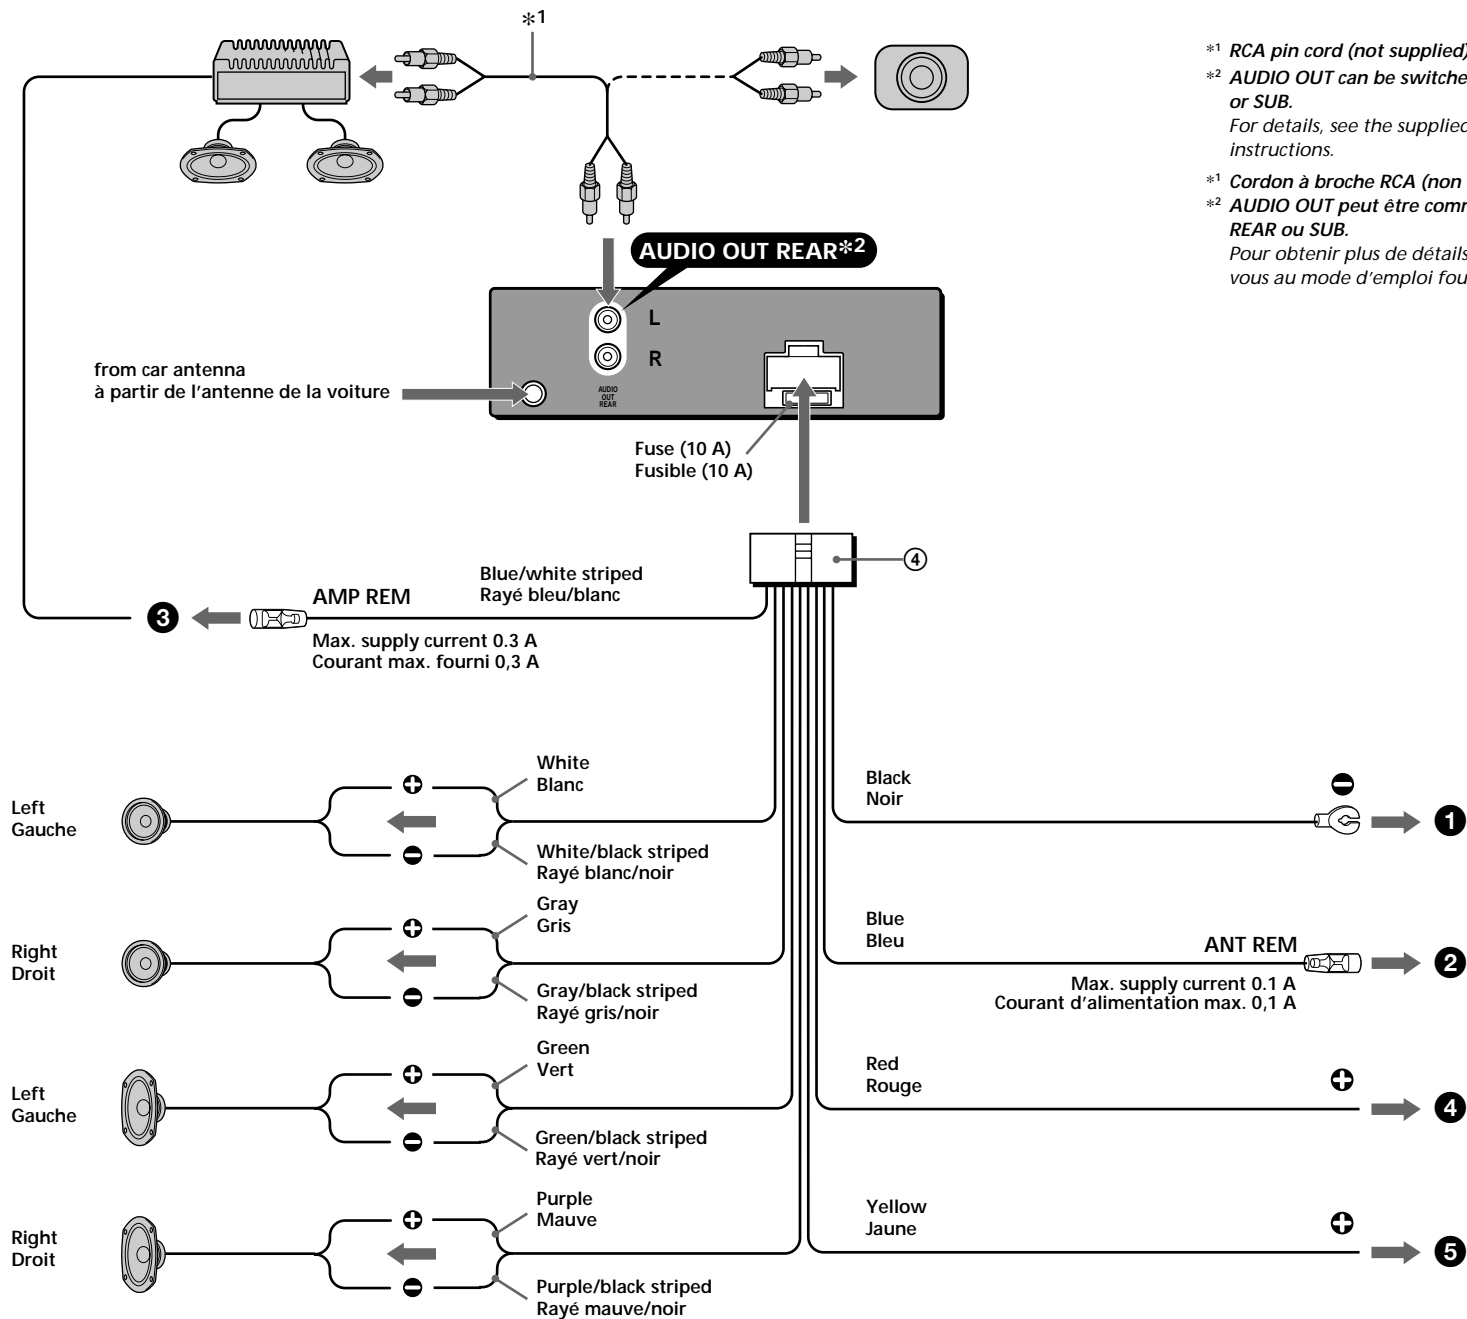 *1
*1 RCA pin cord (not supplied)
*2 AUDIO OUT can be switche
or SUB.
For details, see the supplied
instructions.
*1 Cordon à broche RCA (non
*2 AUDIO OUT peut être comm
REAR ou SUB.
Pour obtenir plus de détails
vous au mode d'emploi fou
AUDIO OUT REAR*2
L
R
AUDIO
OUT
REAR
from car antenna
à partir de l'antenne de la voiture
Fuse (10 A)
Fusible (10 A)
4
Blue/white striped
Rayé bleu/blanc
AMP REM
3
Max. supply current 0.3 A
Courant max. fourni 0,3 A
White
Blanc
Left
Gauche
White/black striped
Rayé blanc/noir
Black
Noir
1
Gray
Gris
Right
Droit
Gray/black striped
Rayé gris/noir
Blue
Bleu
ANT REM
2
Max. supply current 0.1 A
Courant d'alimentation max. 0,1 A
Green
Vert
Left
Gauche
Green/black striped
Rayé vert/noir
Red
Rouge
4
Purple
Mauve
Right
Droit
Purple/black striped
Rayé mauve/noir
Yellow
Jaune
5